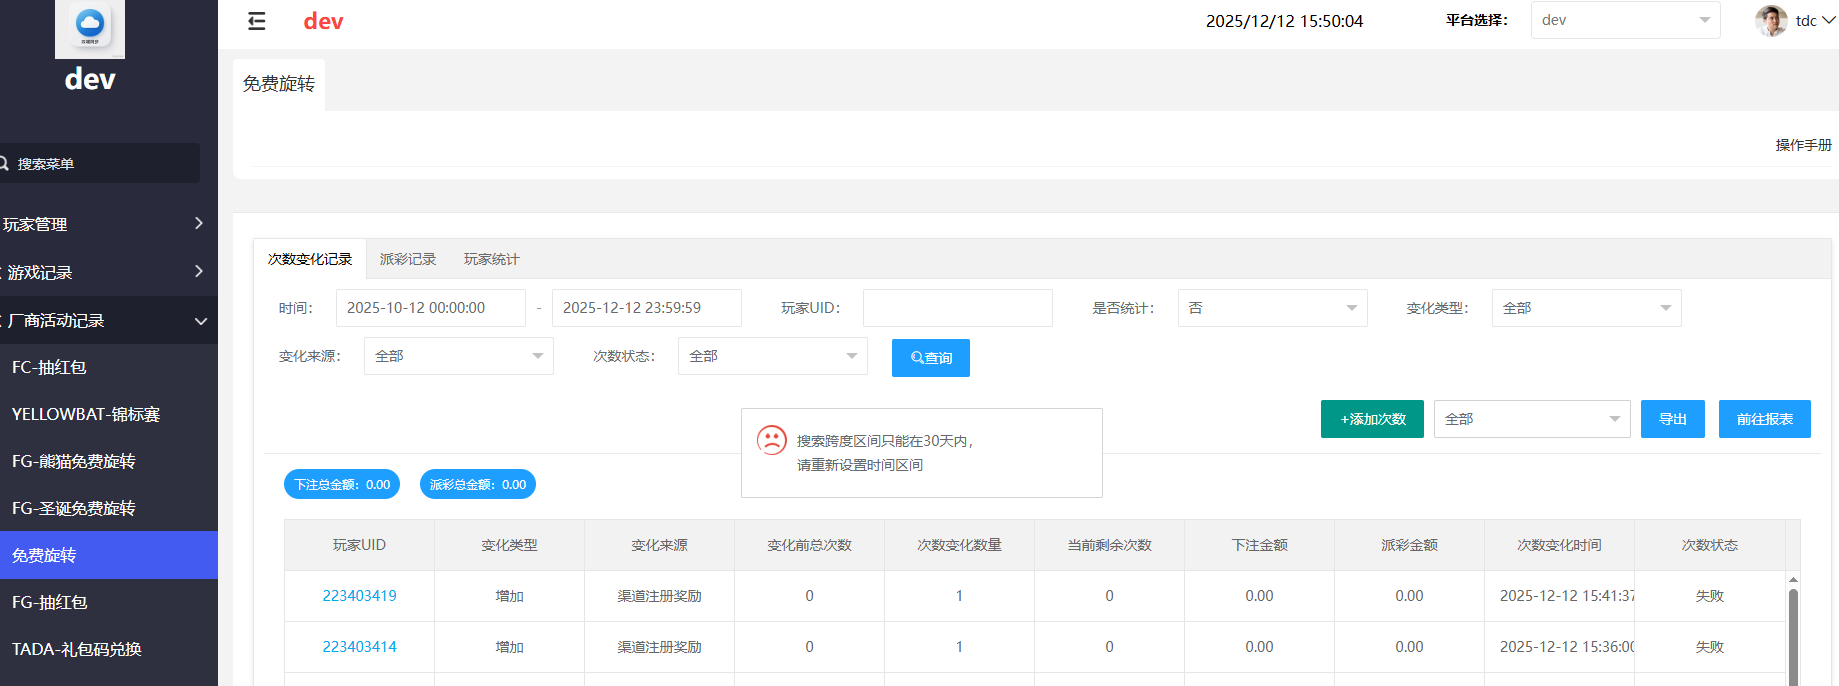 dev
搜索菜单
玩家管理
游戏记录
厂商活动记录
FC-抽红包
YELLOWBAT-锦标赛
FG-熊猫免费旋转
FG-圣诞免费旋转
免费旋转
FG-抽红包
TADA-礼包码兑换
dev
2025/12/12 15:50:04
平台选择：
dev
tdc
免费旋转
操作手册
次数变化记录 派彩记录 玩家统计
时间： 2025-10-12 00:00:00 - 2025-12-12 23:59:59 玩家UID： 是否统计： 否 变化类型： 全部
变化来源： 全部 次数状态： 全部 查询
+添加次数 全部 导出 前往报表
搜索跨度区间只能在30天内，
请重新设置时间区间
下注总金额：0.00 派彩总金额：0.00
玩家UID 变化类型 变化来源 变化前总次数 次数变化数量 当前剩余次数 下注金额 派彩金额 次数变化时间 次数状态
223403419 增加 渠道注册奖励 0 1 0 0.00 0.00 2025-12-12 15:41:37 失败
223403414 增加 渠道注册奖励 0 1 0 0.00 0.00 2025-12-12 15:36:00 失败